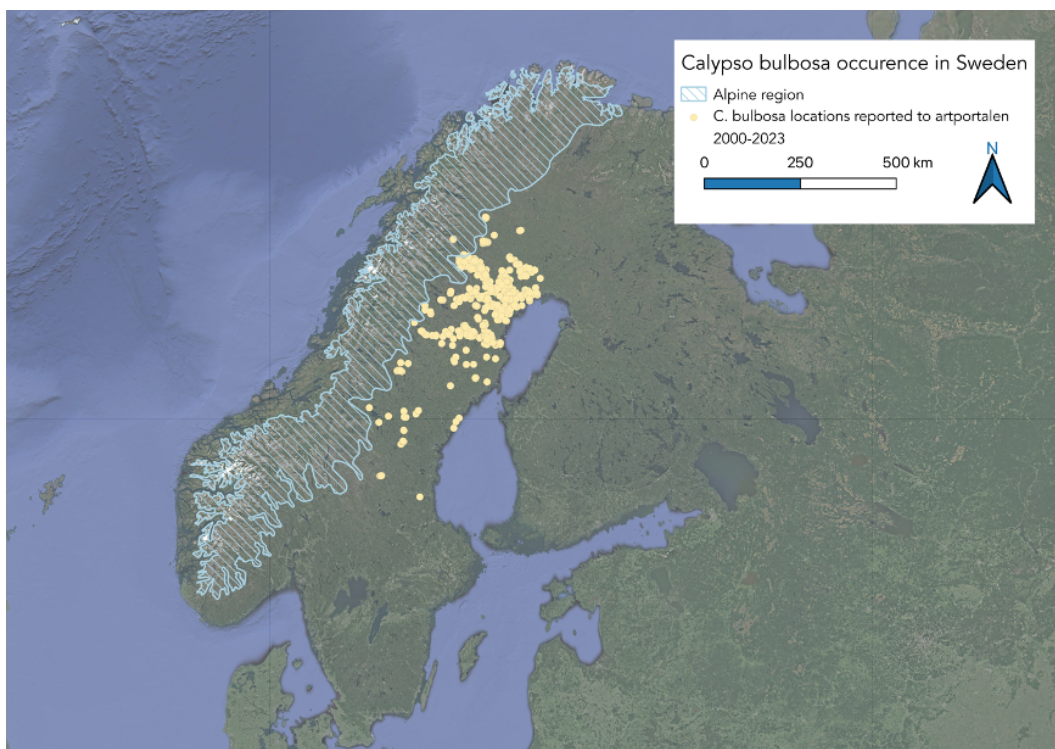 Calypso bulbosa occurence in Sweden
Alpine region
C. bulbosa locations reported to artportalen
2000-2023
0 250 500 km
N